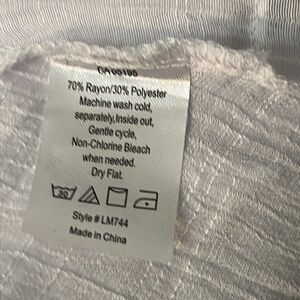 CA00195
70% Rayon/30% Polyester
Machine wash cold,
separately,Inside out,
Gentle cycle,
Non-Chlorine Bleach
when needed.
Dry Flat.
30
Style # LM744
Made in China